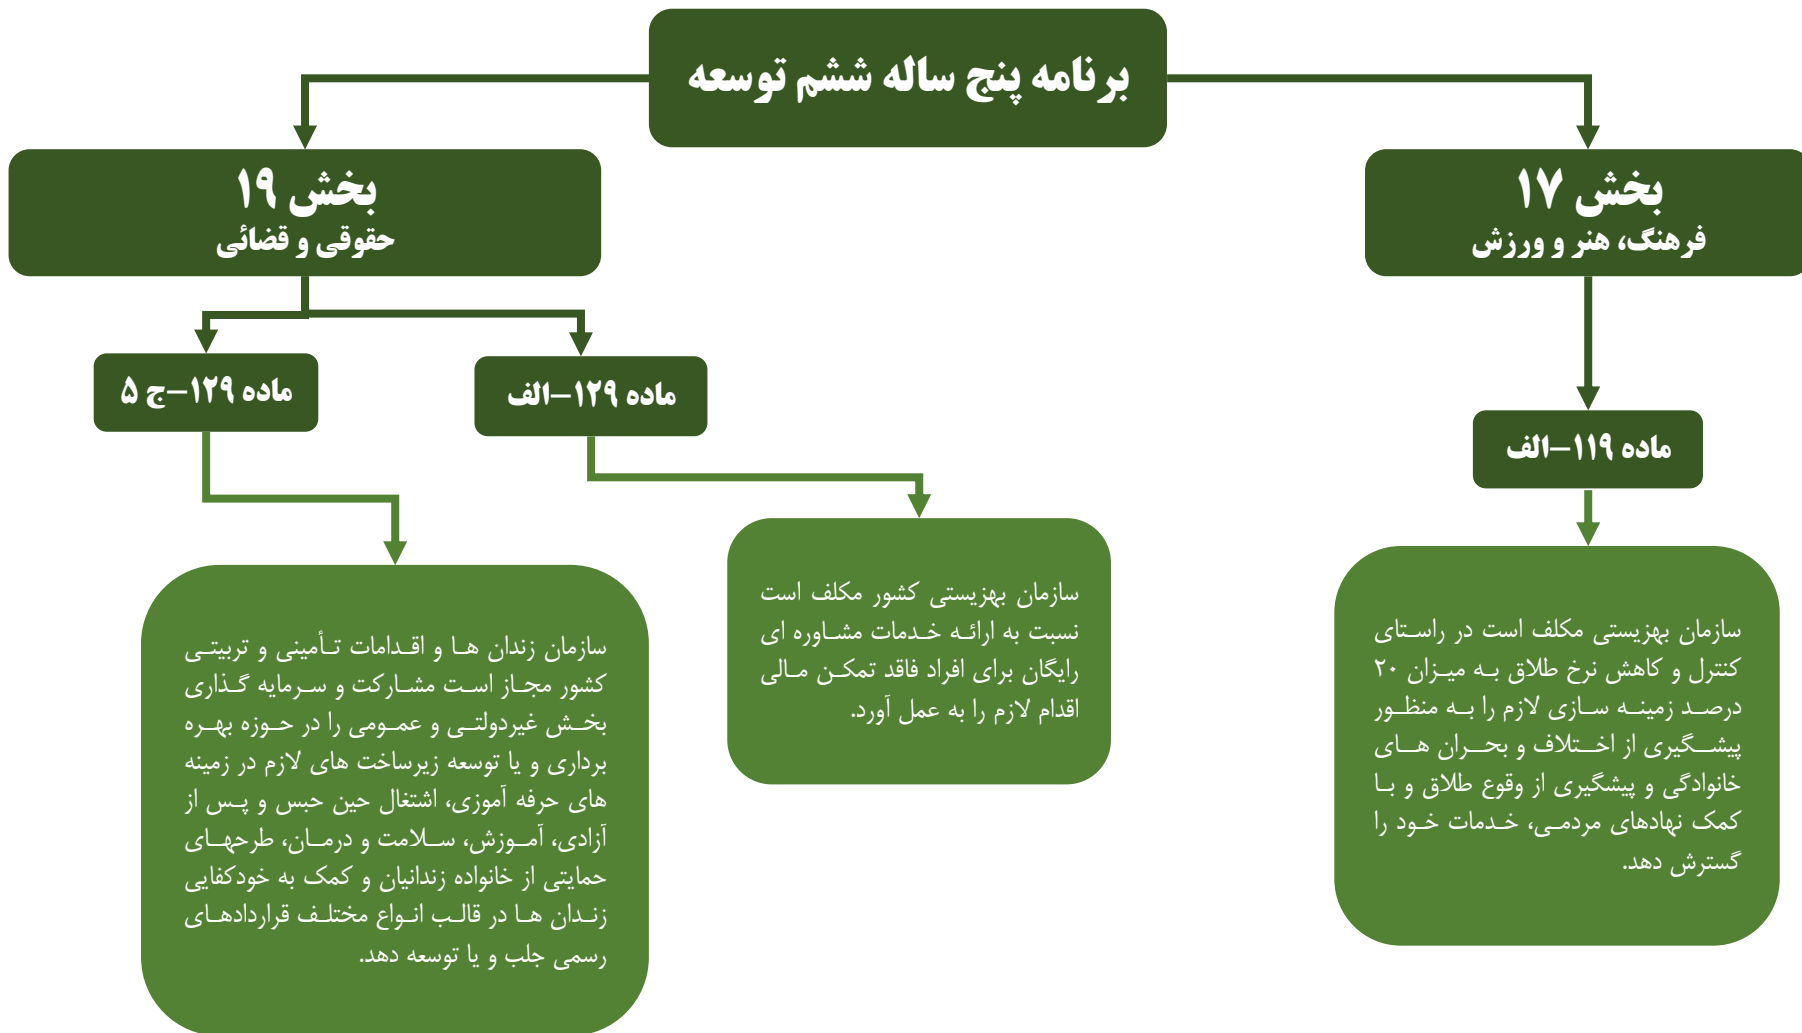 برنامه پنج ساله ششم توسعه
بخش ۱۷
فرهنگ، هنر و ورزش
ماده ۱۱۹–الف
سازمان بهزیستی مکلف است در راستای
کنترل و کاهش نرخ طلاق به میزان ۲۰
درصد زمینه سازی لازم را به منظور
پیشگیری از اختلاف و بحران های
خانوادگی و پیشگیری از وقوع طلاق و با
کمک نهادهای مردمی، خدمات خود را
گسترش دهد.
بخش ۱۹
حقوقی و قضائی
ماده ۱۲۹–الف
سازمان بهزیستی کشور مکلف است
نسبت به ارائه خدمات مشاوره ای
رایگان برای افراد فاقد تمکن مالی
اقدام لازم را به عمل آورد.
ماده ۱۲۹–ج ۵
سازمان زندان ها و اقدامات تأمینی و تربیتی
کشور مجاز است مشارکت و سرمایه گذاری
بخش غیردولتی و عمومی را در حوزه بهره
برداری و یا توسعه زیرساخت های لازم در زمینه
های حرفه آموزی، اشتغال حین حبس و پس از
آزادی، آموزش، سلامت و درمان، طرحهای
حمایتی از خانواده زندانیان و کمک به خودکفایی
زندان ها در قالب انواع مختلف قراردادهای
رسمی جلب و یا توسعه دهد.